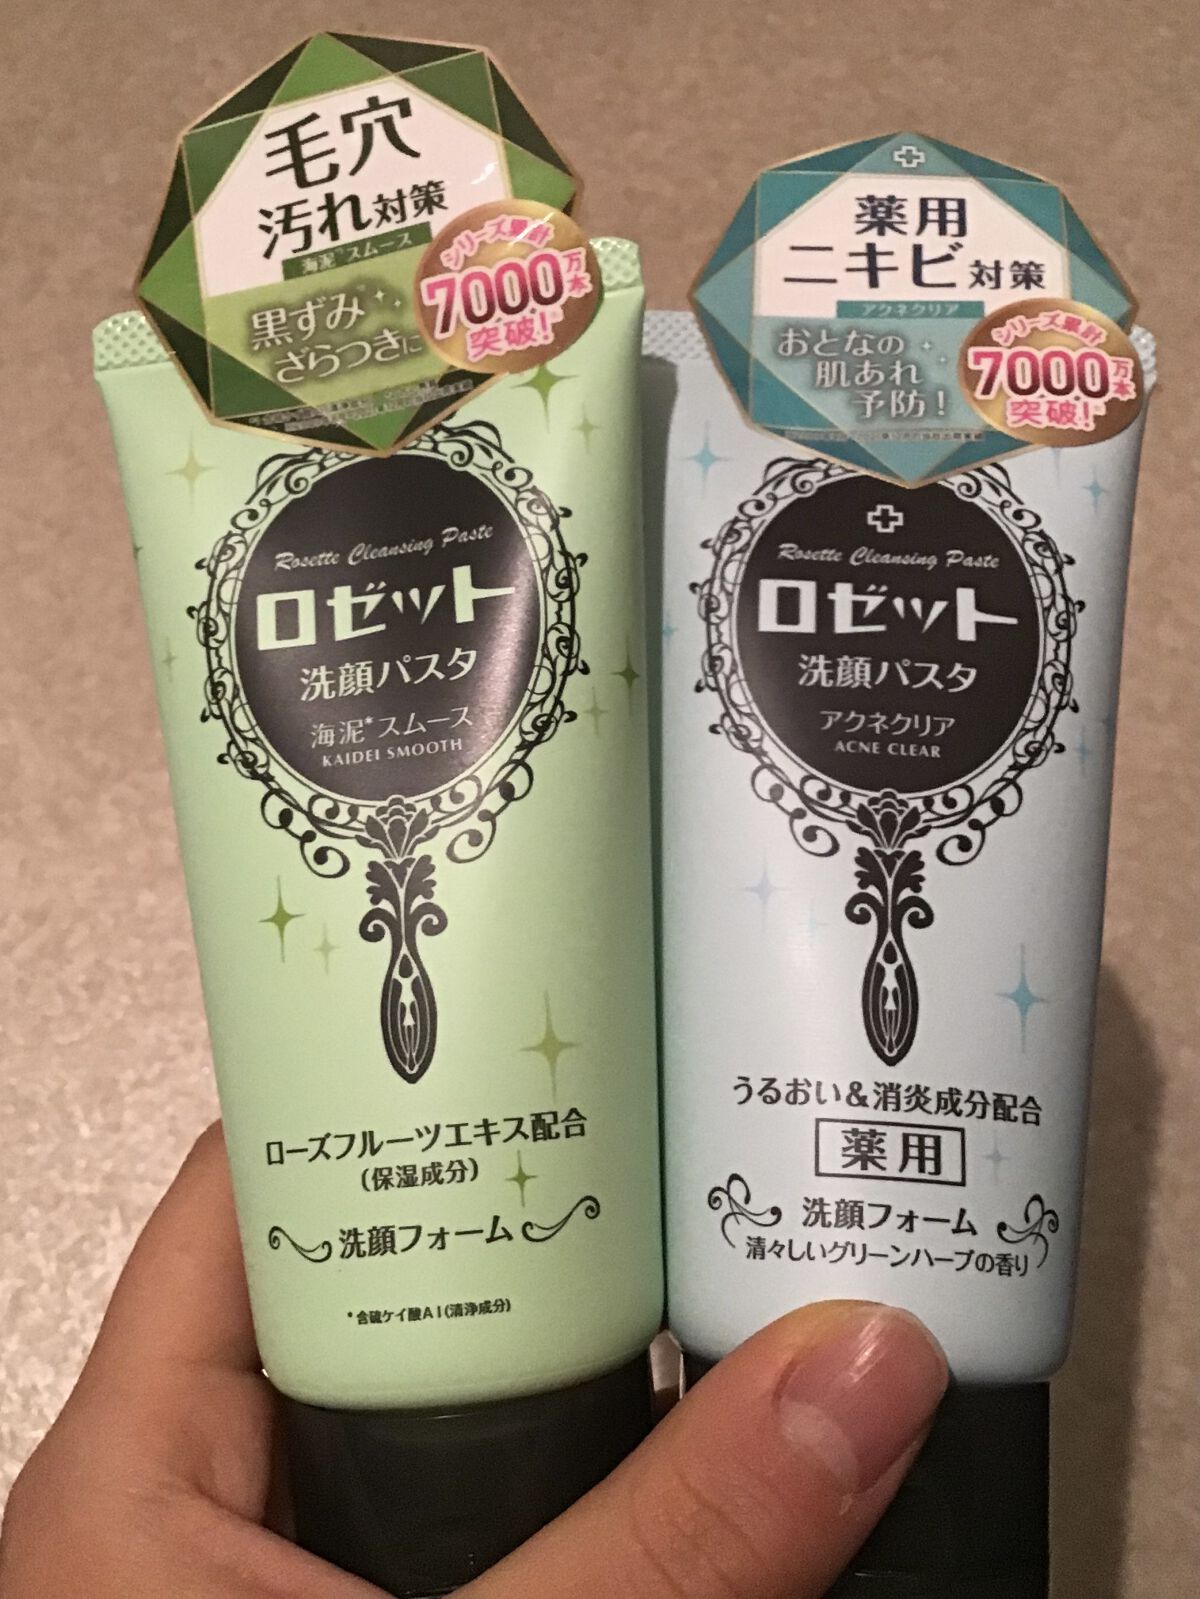 毛穴
汚れ対策
海泥*スムース
黒ずみ
ざらつきに
シリーズ累計
7000万本
突破!
Rosette Cleansing Paste
ロゼット
洗顔パスタ
海泥*スムース
KAIDEI SMOOTH
ローズフルーツエキス配合
(保湿成分)
洗顔フォーム
*含硫ケイ酸Al(清浄成分)
薬用
ニキビ対策
アクネクリア
おとなの
肌あれ
予防!
シリーズ累計
7000万本
突破!
Rosette Cleansing Paste
ロゼット
洗顔パスタ
アクネクリア
ACNE CLEAR
うるおい&消炎成分配合
薬用
洗顔フォーム
清々しいグリーンハーブの香り